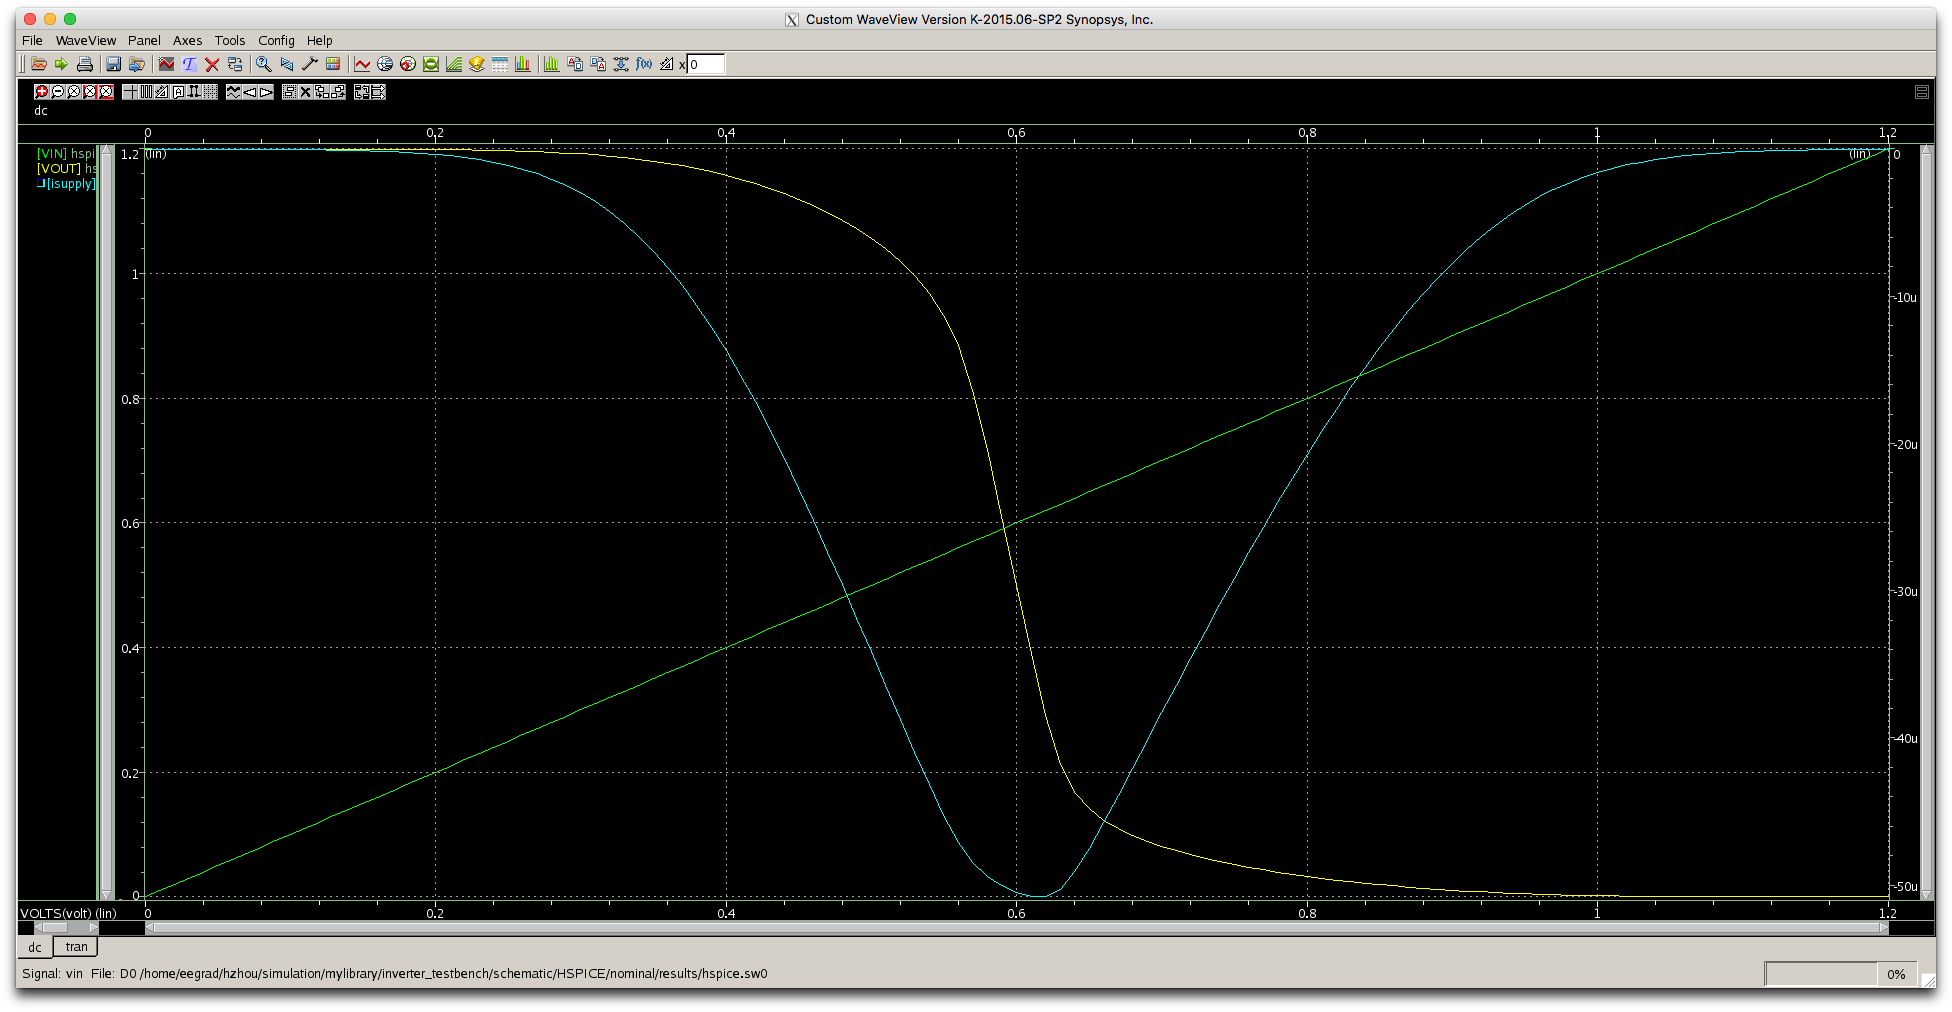 Custom WaveView Version K-2015.06-SP2 Synopsys, Inc.
File WaveView Panel Axes Tools Config Help
x 0
dc
0 0.2 0.4 0.6 0.8 1 1.2
[VIN] hspi
[VOUT] hs
[isupply]
1.2 (lin)
(lin) 0
1
-10u
0.8
-20u
0.6
-30u
0.4
-40u
0.2
-50u
0
VOLTS(volt) (lin) 0 0.2 0.4 0.6 0.8 1 1.2
dc tran
Signal: vin File: D0 /home/eegrad/hzhou/simulation/mylibrary/inverter_testbench/schematic/HSPICE/nominal/results/hspice.sw0
0%